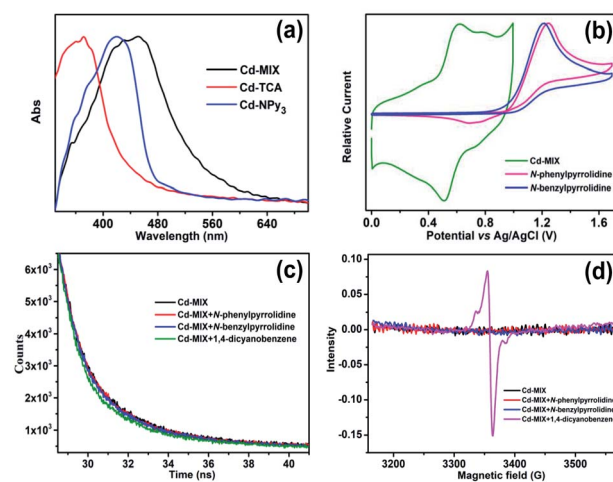 (a)
Cd-MIX
Cd-TCA
Cd-NPy₃
Abs
400 480 560 640
Wavelength (nm)
(b)
Relative Current
Cd-MIX
N-phenylpyrrolidine
N-benzylpyrrolidine
0.0 0.4 0.8 1.2 1.6
Potential vs Ag/AgCl (V)
(c)
6x10³
5x10³
4x10³
3x10³
2x10³
1x10³
Counts
Cd-MIX
Cd-MIX+N-phenylpyrrolidine
Cd-MIX+N-benzylpyrrolidine
Cd-MIX+1,4-dicyanobenzene
30 32 34 36 38 40
Time (ns)
(d)
0.10
0.05
0.00
-0.05
-0.10
-0.15
Intensity
Cd-MIX
Cd-MIX+N-phenylpyrrolidine
Cd-MIX+N-benzylpyrrolidine
Cd-MIX+1,4-dicyanobenzene
3200 3300 3400 3500
Magnetic field (G)